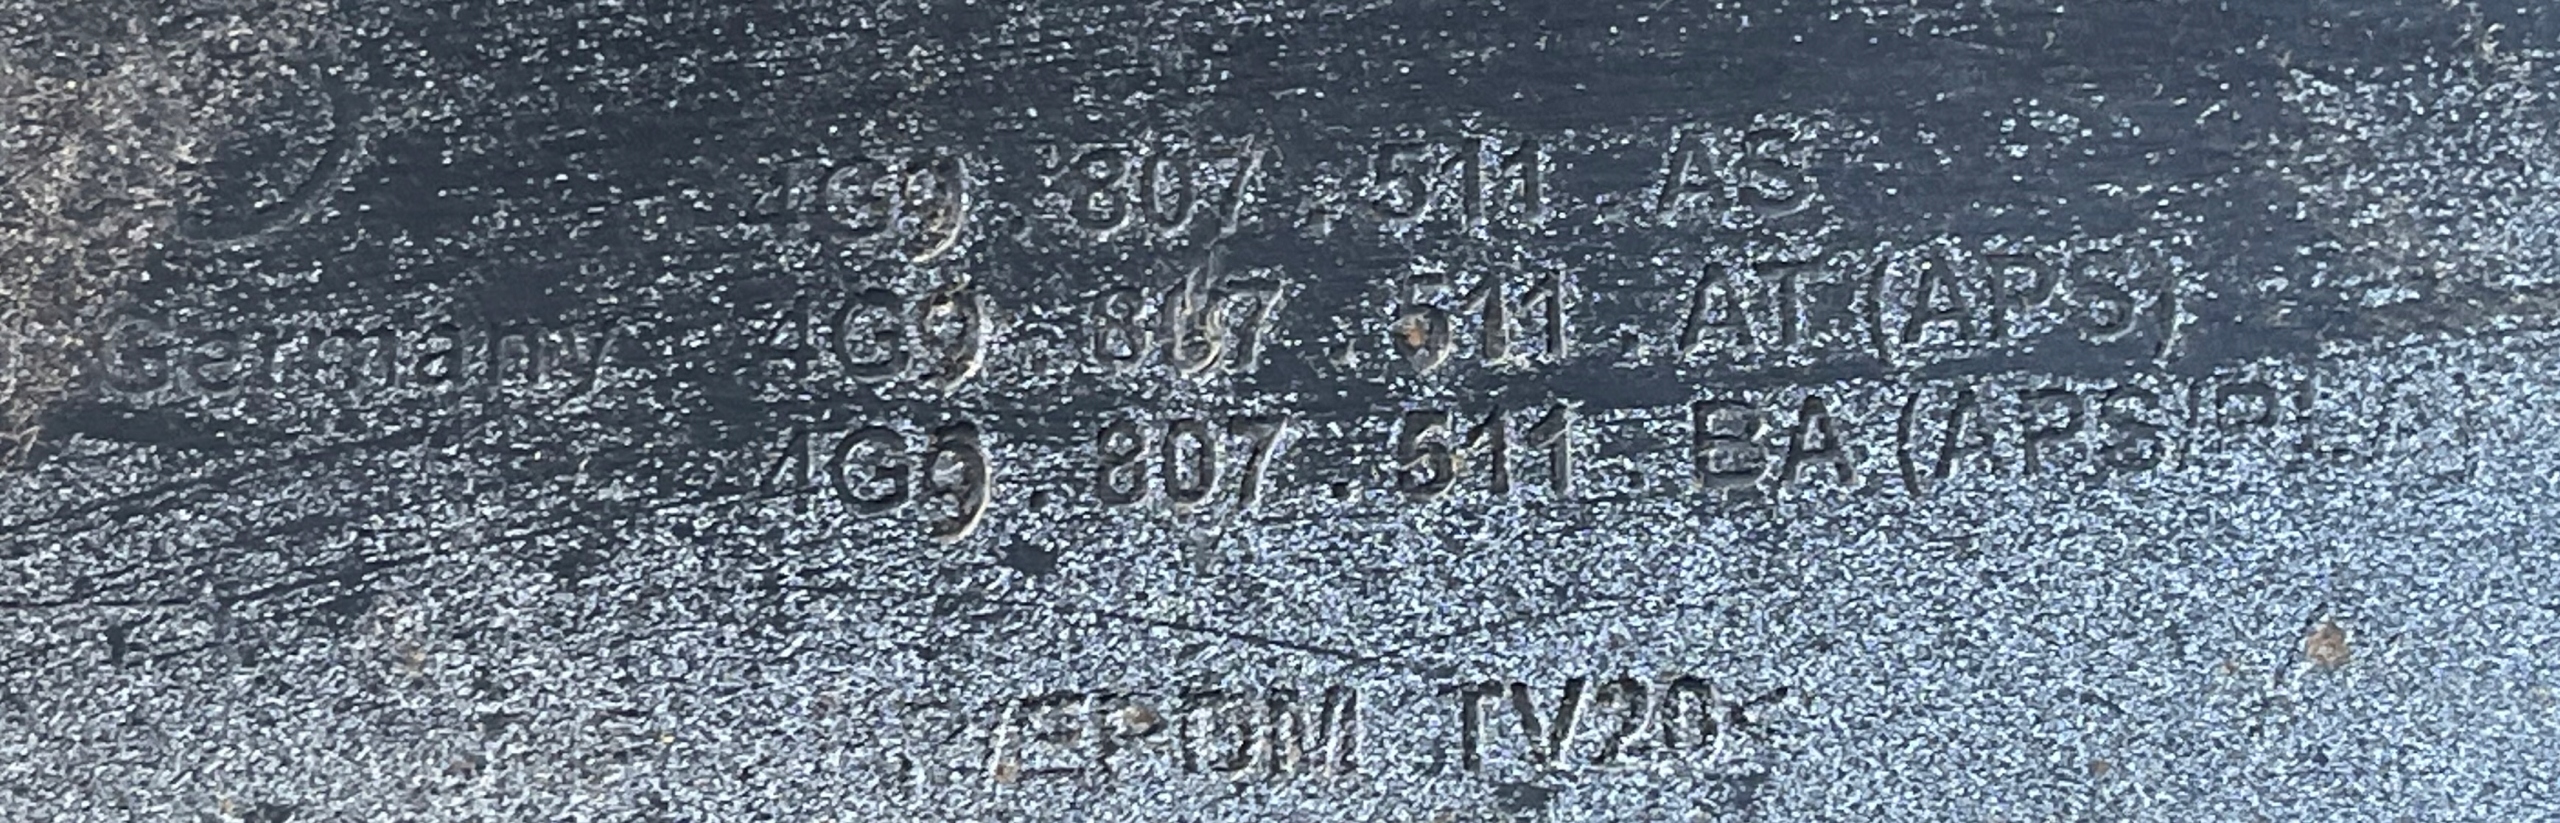 4G9.807.511.AS
4G9.807.511.AT(APS)
Germany
4G9.807.511.BA(APS/PLA
EPDM TV20<